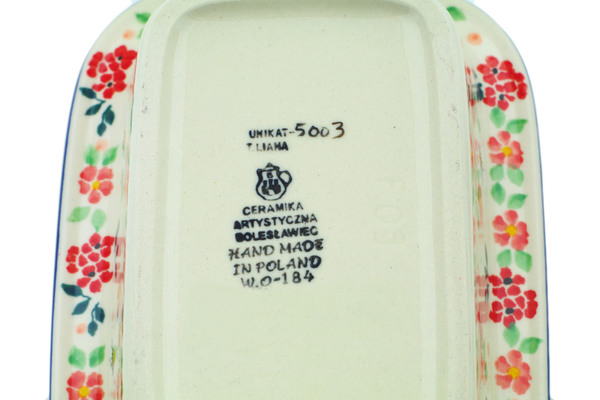 UNIKAT-5003
T.LIANA
CERAMIKA
ARTYSTYCZNA
BOLESŁAWIEC
HAND MADE
IN POLAND
W.O-184